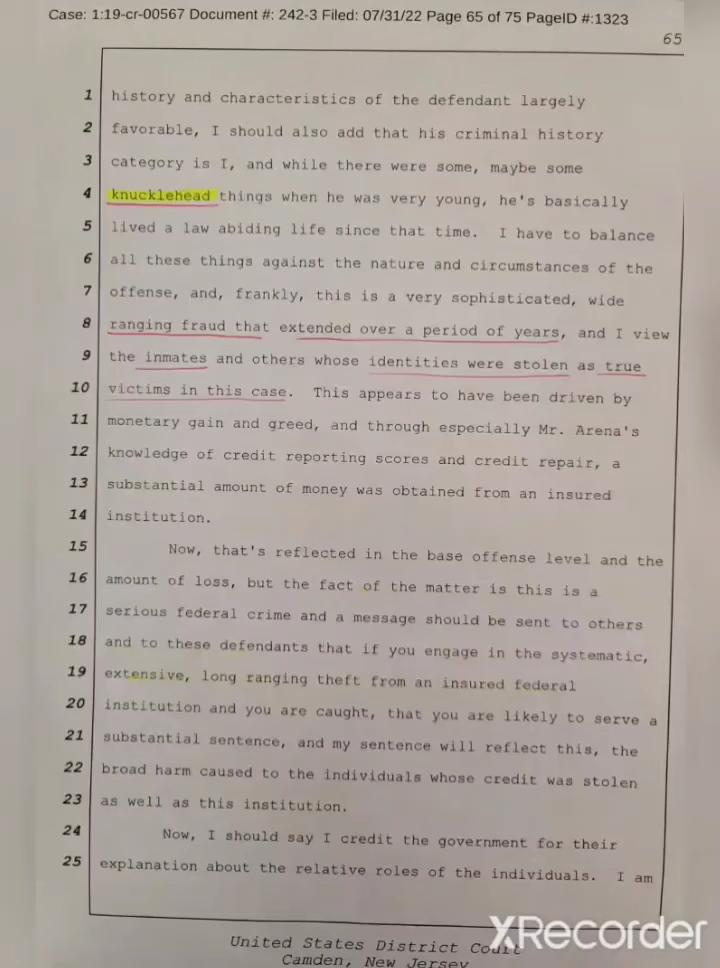 Case: 1:19-cr-00567 Document #: 242-3 Filed: 07/31/22 Page 65 of 75 PageID #:1323
65
1 history and characteristics of the defendant largely
2 favorable, I should also add that his criminal history
3 category is I, and while there were some, maybe some
4 knucklehead things when he was very young, he's basically
5 lived a law abiding life since that time. I have to balance
6 all these things against the nature and circumstances of the
7 offense, and, frankly, this is a very sophisticated, wide
8 ranging fraud that extended over a period of years, and I view
9 the inmates and others whose identities were stolen as true
10 victims in this case. This appears to have been driven by
11 monetary gain and greed, and through especially Mr. Arena's
12 knowledge of credit reporting scores and credit repair, a
13 substantial amount of money was obtained from an insured
14 institution.
15 Now, that's reflected in the base offense level and the
16 amount of loss, but the fact of the matter is this is a
17 serious federal crime and a message should be sent to others
18 and to these defendants that if you engage in the systematic,
19 extensive, long ranging theft from an insured federal
20 institution and you are caught, that you are likely to serve a
21 substantial sentence, and my sentence will reflect this, the
22 broad harm caused to the individuals whose credit was stolen
23 as well as this institution.
24 Now, I should say I credit the government for their
25 explanation about the relative roles of the individuals. I am
United States District Court
Camden, New Jersey
XRecorder